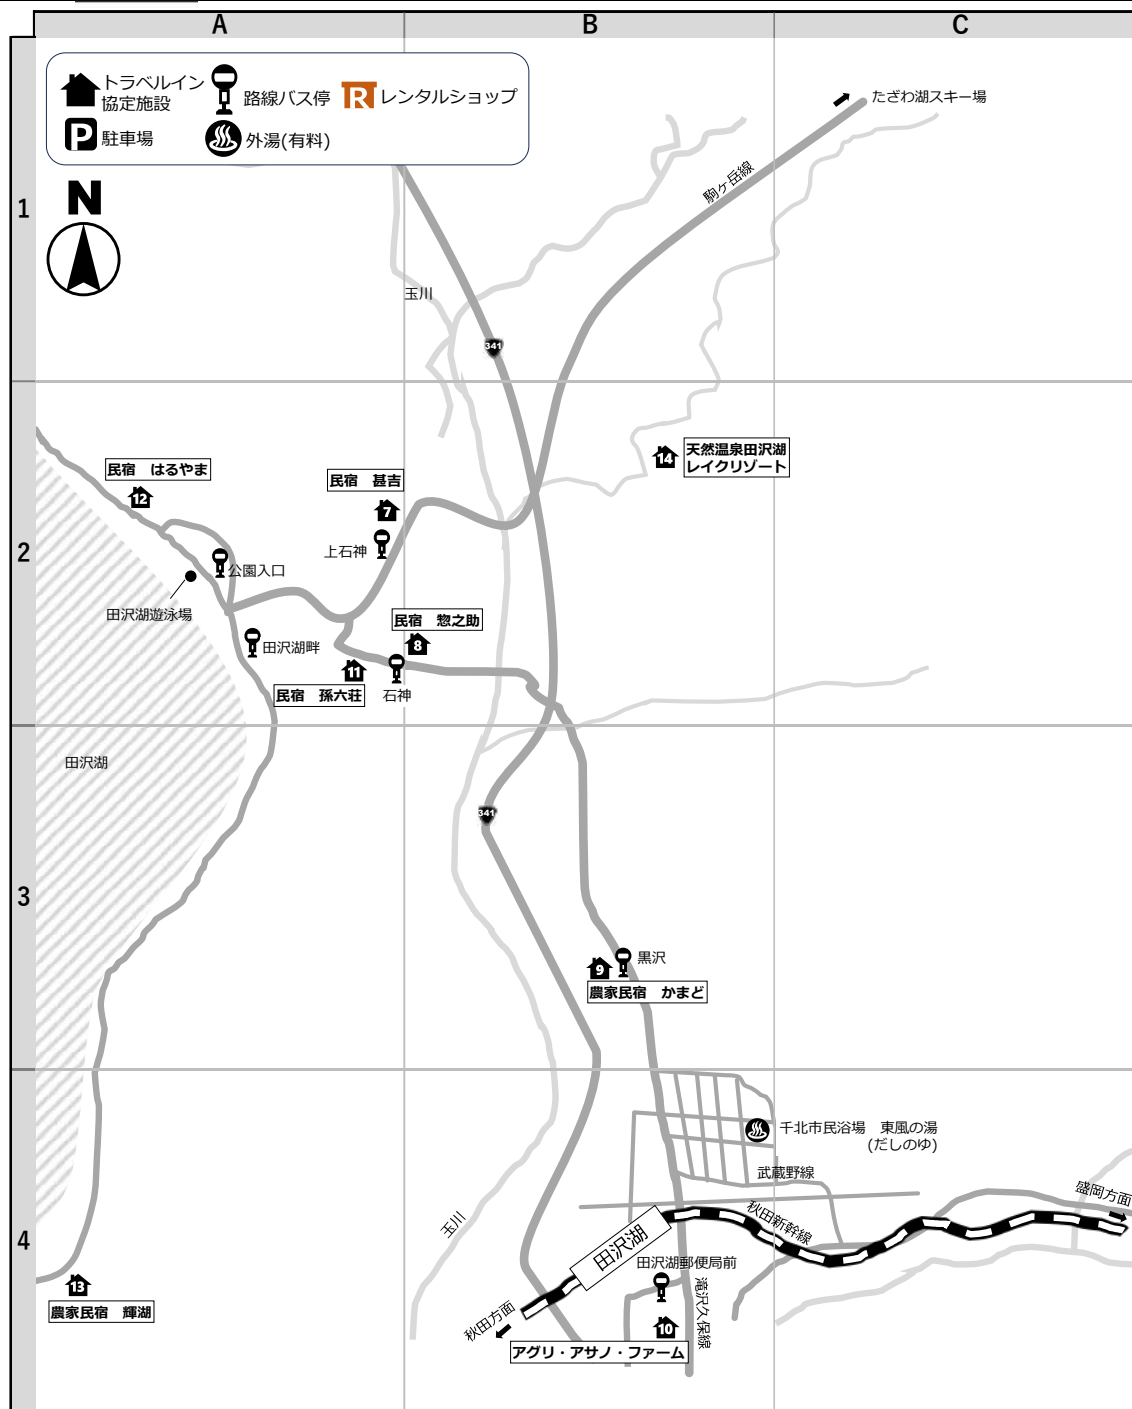 A
B
C
トラベルイン
協定施設
路線バス停
R レンタルショップ
P 駐車場
外湯(有料)
N
1
たざわ湖スキー場
駒ヶ岳線
玉川
341
民宿　はるやま
12
民宿　甚吉
7
上石神
天然温泉田沢湖
レイクリゾート
14
2
公園入口
田沢湖遊泳場
田沢湖畔
民宿　惣之助
8
11
民宿　孫六荘
石神
田沢湖
341
3
9
黒沢
農家民宿　かまど
千北市民浴場　東風の湯
(だしのゆ)
武蔵野線
盛岡方面
秋田新幹線
4
玉川
田沢湖
田沢湖郵便局前
滝沢久保線
13
農家民宿　輝湖
秋田方面
10
アグリ・アサノ・ファーム